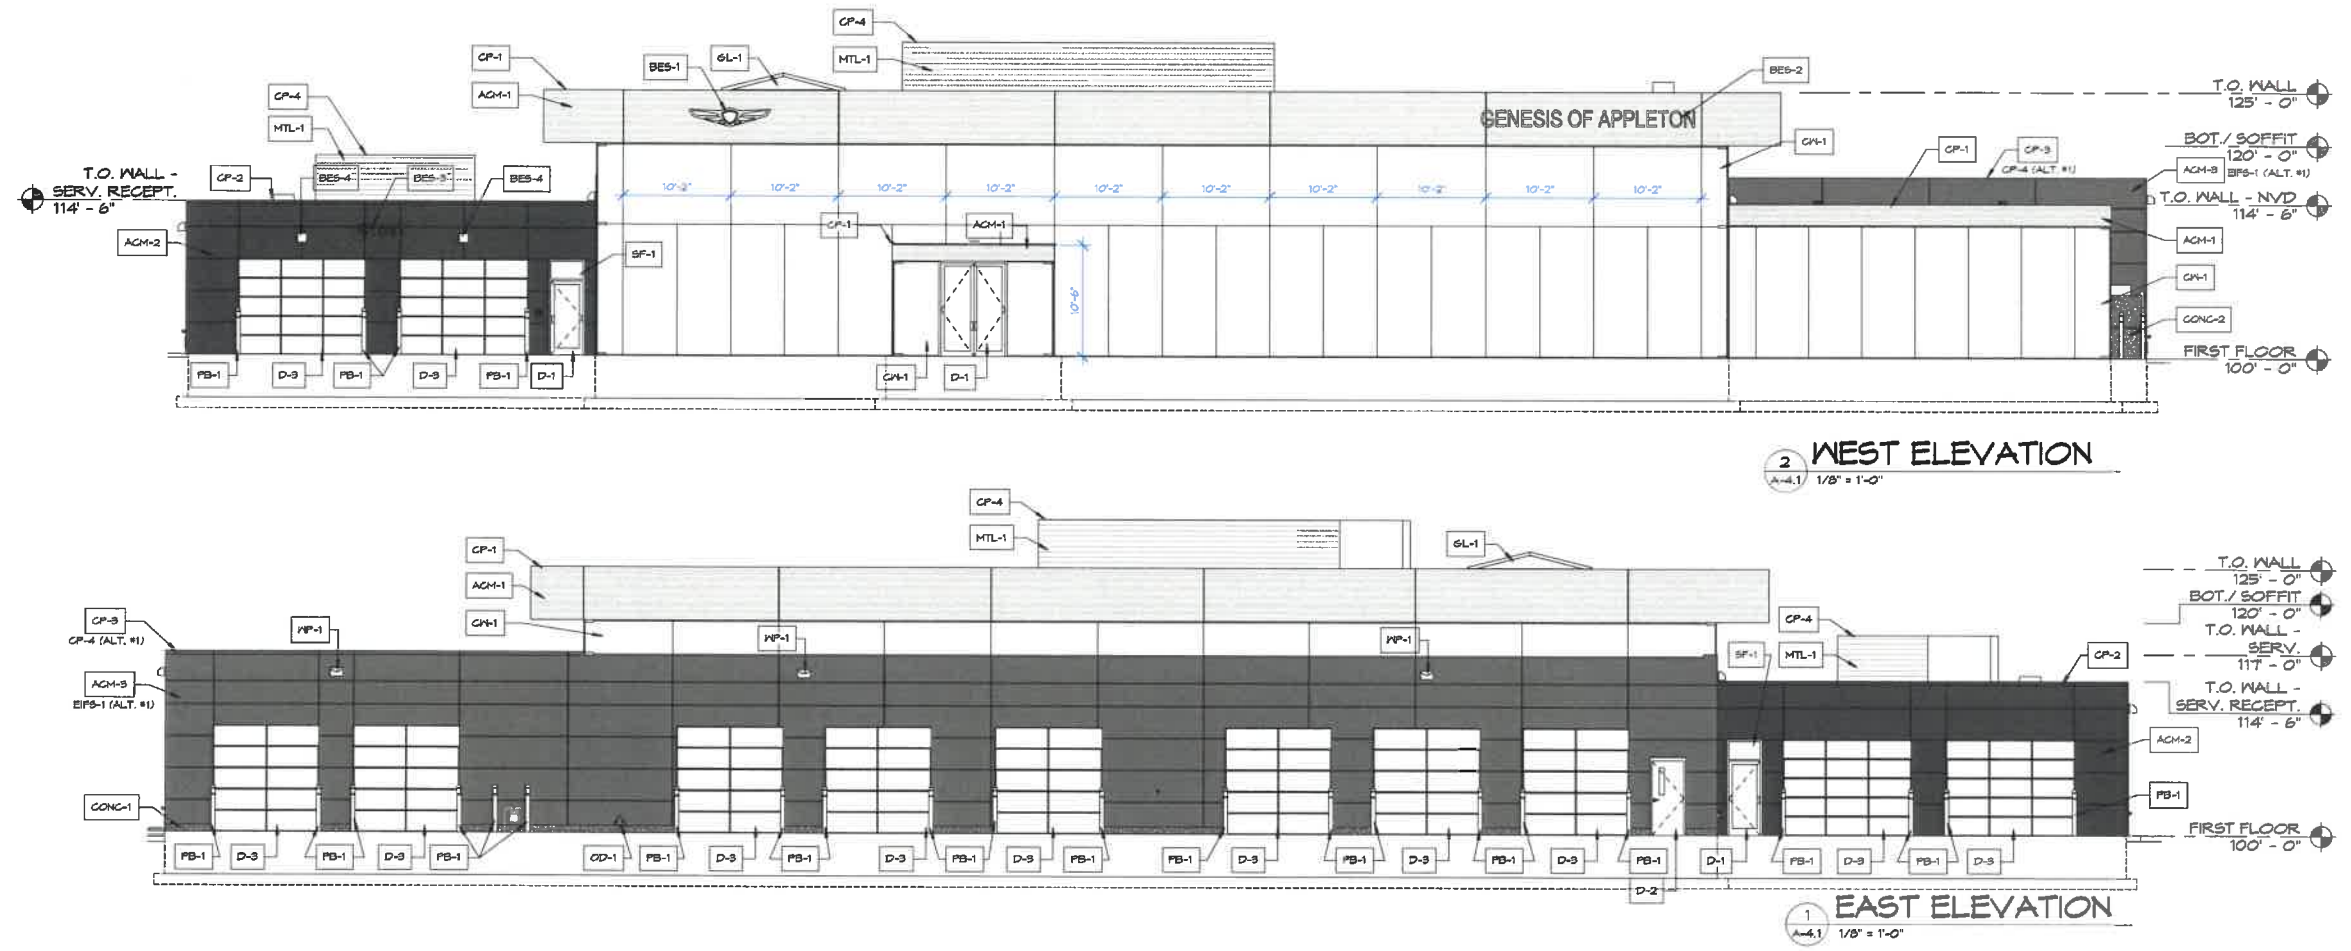 CP-4
CP-1
BES-1
GL-1
MTL-1
BES-2
ACM-1
CP-4
MTL-1
GENESIS OF APPLETON
T.O. WALL
125' - 0"
CW-1
CP-1
CP-3
CP-4 (ALT. #1)
BOT./ SOFFIT
120' - 0"
ACM-3
EIFS-1 (ALT. #1)
T.O. WALL -
SERV. RECEPT.
114' - 6"
CP-2
BES-4
BES-3
BES-4
10'-2" 10'-2" 10'-2" 10'-2" 10'-2" 10'-2" 10'-2" 10'-2" 10'-2" 10'-2"
T.O. WALL - NVD
114' - 6"
ACM-2
SF-1
CP-1
ACM-1
ACM-1
10'-6"
CW-1
CONC-2
FIRST FLOOR
100' - 0"
PB-1 D-3 PB-1 D-3 PB-1 D-1
CW-1 D-1
2
A-4.1
WEST ELEVATION
1/8" = 1'-0"
CP-4
MTL-1
CP-1
GL-1
ACM-1
CW-1
T.O. WALL
125' - 0"
BOT./ SOFFIT
120' - 0"
T.O. WALL -
SERV.
117' - 0"
T.O. WALL -
SERV. RECEPT.
114' - 6"
CP-3
CP-4 (ALT. #1)
WP-1
WP-1
WP-1
CP-4
SF-1
MTL-1
CP-2
ACM-3
EIFS-1 (ALT. #1)
ACM-2
CONC-1
PB-1
FIRST FLOOR
100' - 0"
PB-1 D-3 PB-1 D-3 PB-1 OD-1 PB-1 D-3 PB-1 D-3 PB-1 D-3 PB-1 PB-1 D-3 PB-1 D-3 PB-1 D-3 PB-1 D-1 PB-1 D-3 PB-1 D-3
D-2
1
A-4.1
EAST ELEVATION
1/8" = 1'-0"